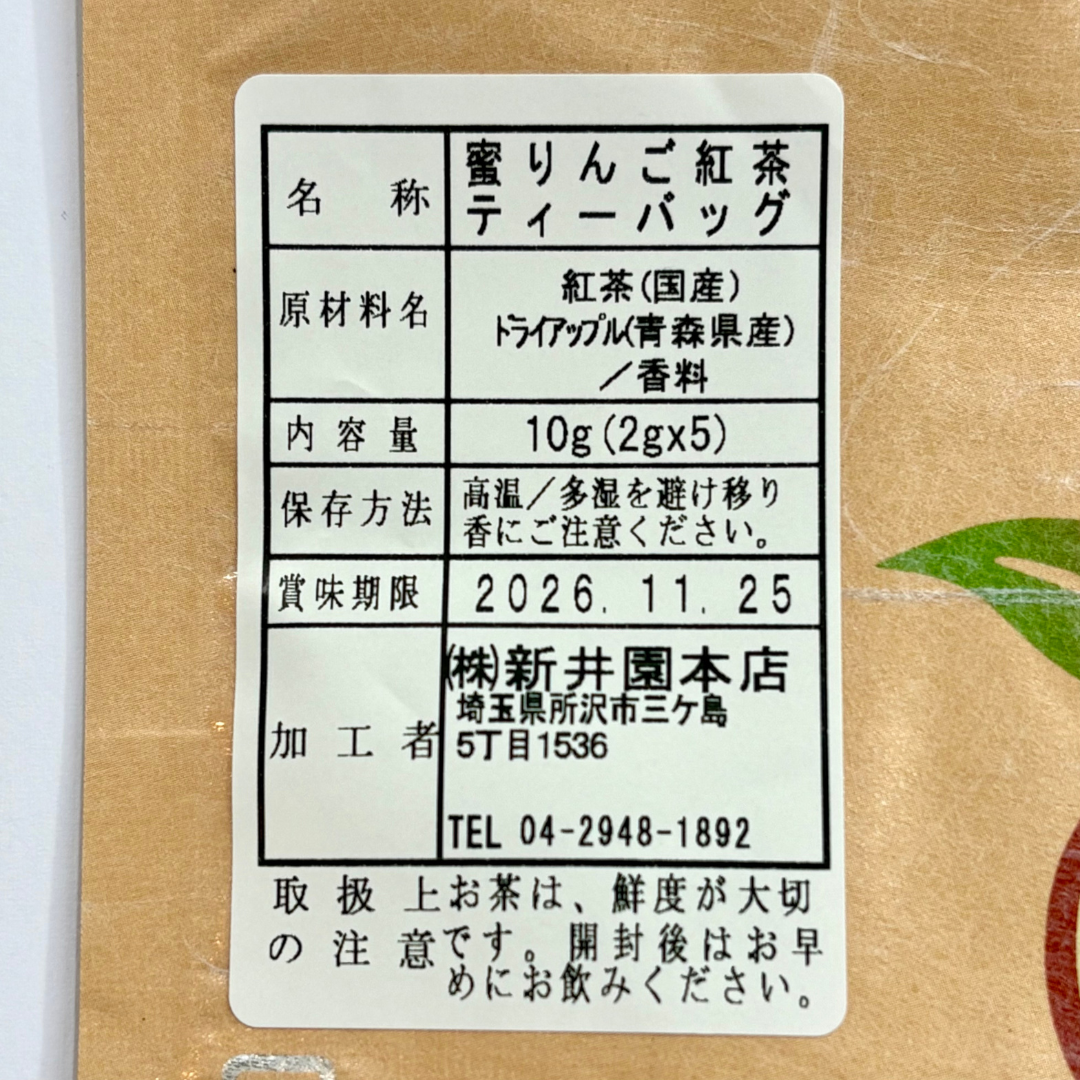 名称 蜜りんご紅茶
ティーバッグ
原材料名 紅茶(国産)
ドライアップル(青森県産)
／香料
内容量 10g(2gx5)
保存方法 高温／多湿を避け移り
香にご注意ください。
賞味期限 2026.11.25
加工者 ㈱新井園本店
埼玉県所沢市三ケ島
5丁目1536
TEL 04-2948-1892
取扱上 お茶は、鮮度が大切
の注意 です。開封後はお早
めにお飲みください。